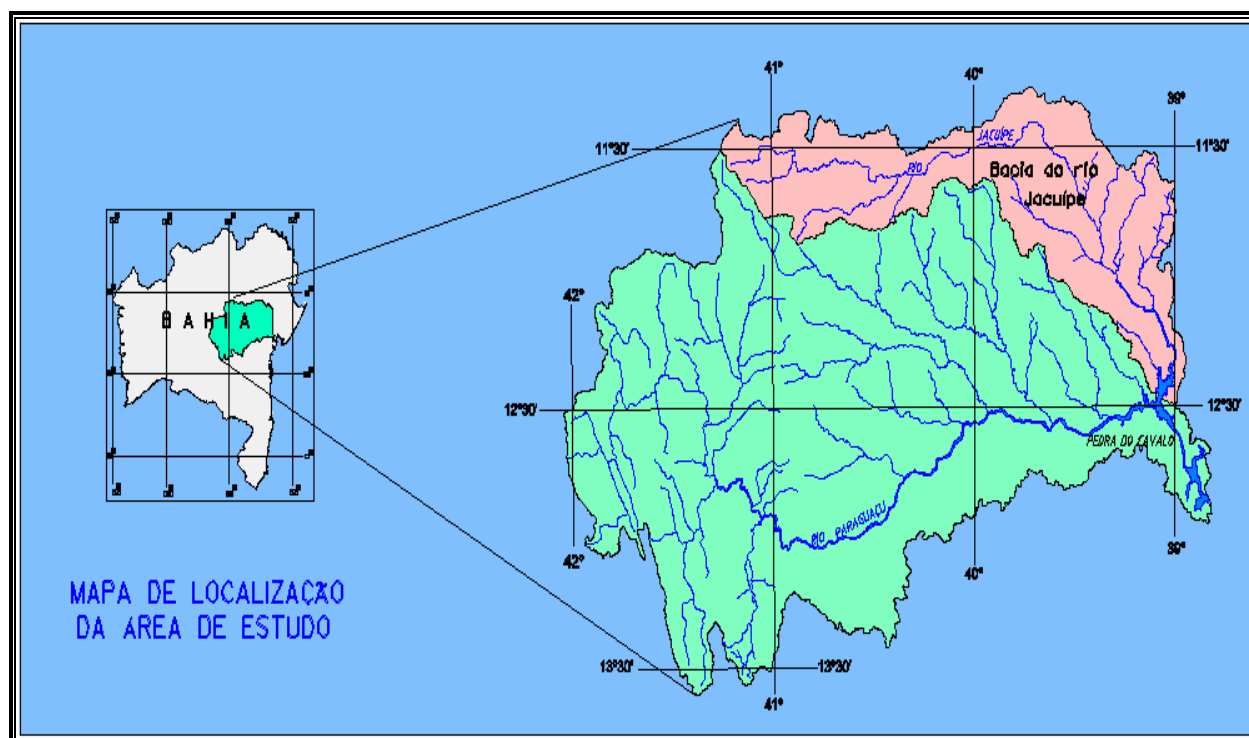 41°
40°
39°
11°30'
RIO
JACUÍPE
11°30'
Bacia do rio
Jacuípe
BAHIA
42°
12°30'
12°30'
PEDRA DO CAVALO
RIO PARAGUAÇU
42°
40°
39°
MAPA DE LOCALIZAÇÃO
DA AREA DE ESTUDO
13°30'
13°30'
41°